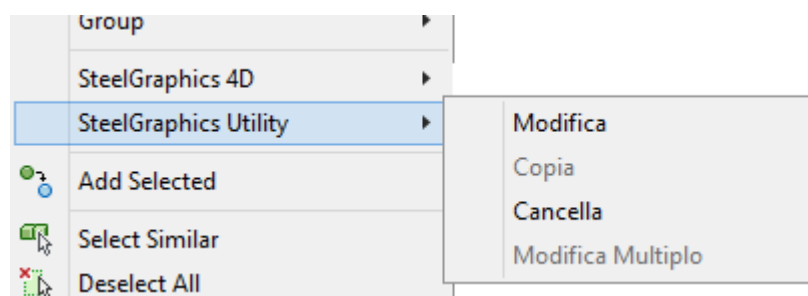 Group
SteelGraphics 4D
SteelGraphics Utility
Modifica
Copia
Add Selected
Cancella
Select Similar
Modifica Multiplo
Deselect All